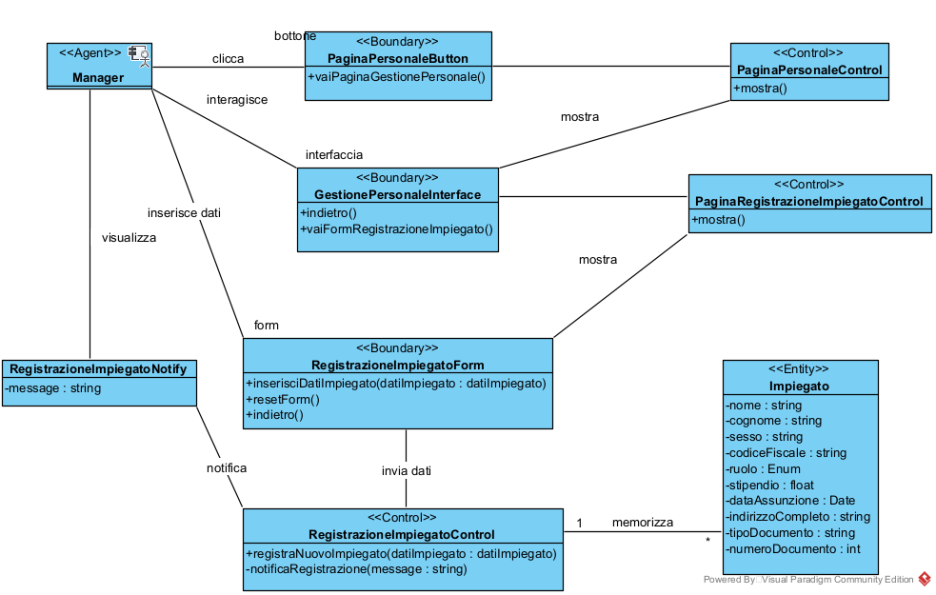 <<Agent>>
Manager
clicca
bottone
<<Boundary>>
PaginaPersonaleButton
+vaiPaginaGestionePersonale()
<<Control>>
PaginaPersonaleControl
+mostra()
interagisce
mostra
interfaccia
<<Boundary>>
GestionePersonaleInterface
+indietro()
+vaiFormRegistrazioneImpiegato()
<<Control>>
PaginaRegistrazioneImpiegatoControl
+mostra()
inserisce dati
visualizza
mostra
form
<<Boundary>>
RegistrazioneImpiegatoForm
+inserisciDatiImpiegato(datiImpiegato : datiImpiegato)
+resetForm()
+indietro()
RegistrazioneImpiegatoNotify
-message : string
<<Entity>>
Impiegato
-nome : string
-cognome : string
-sesso : string
-codiceFiscale : string
-ruolo : Enum
-stipendio : float
-dataAssunzione : Date
-indirizzoCompleto : string
-tipoDocumento : string
-numeroDocumento : int
notifica
invia dati
<<Control>>
RegistrazioneImpiegatoControl
+registraNuovoImpiegato(datiImpiegato : datiImpiegato)
-notificaRegistrazione(message : string)
1
memorizza
*
Powered By Visual Paradigm Community Edition